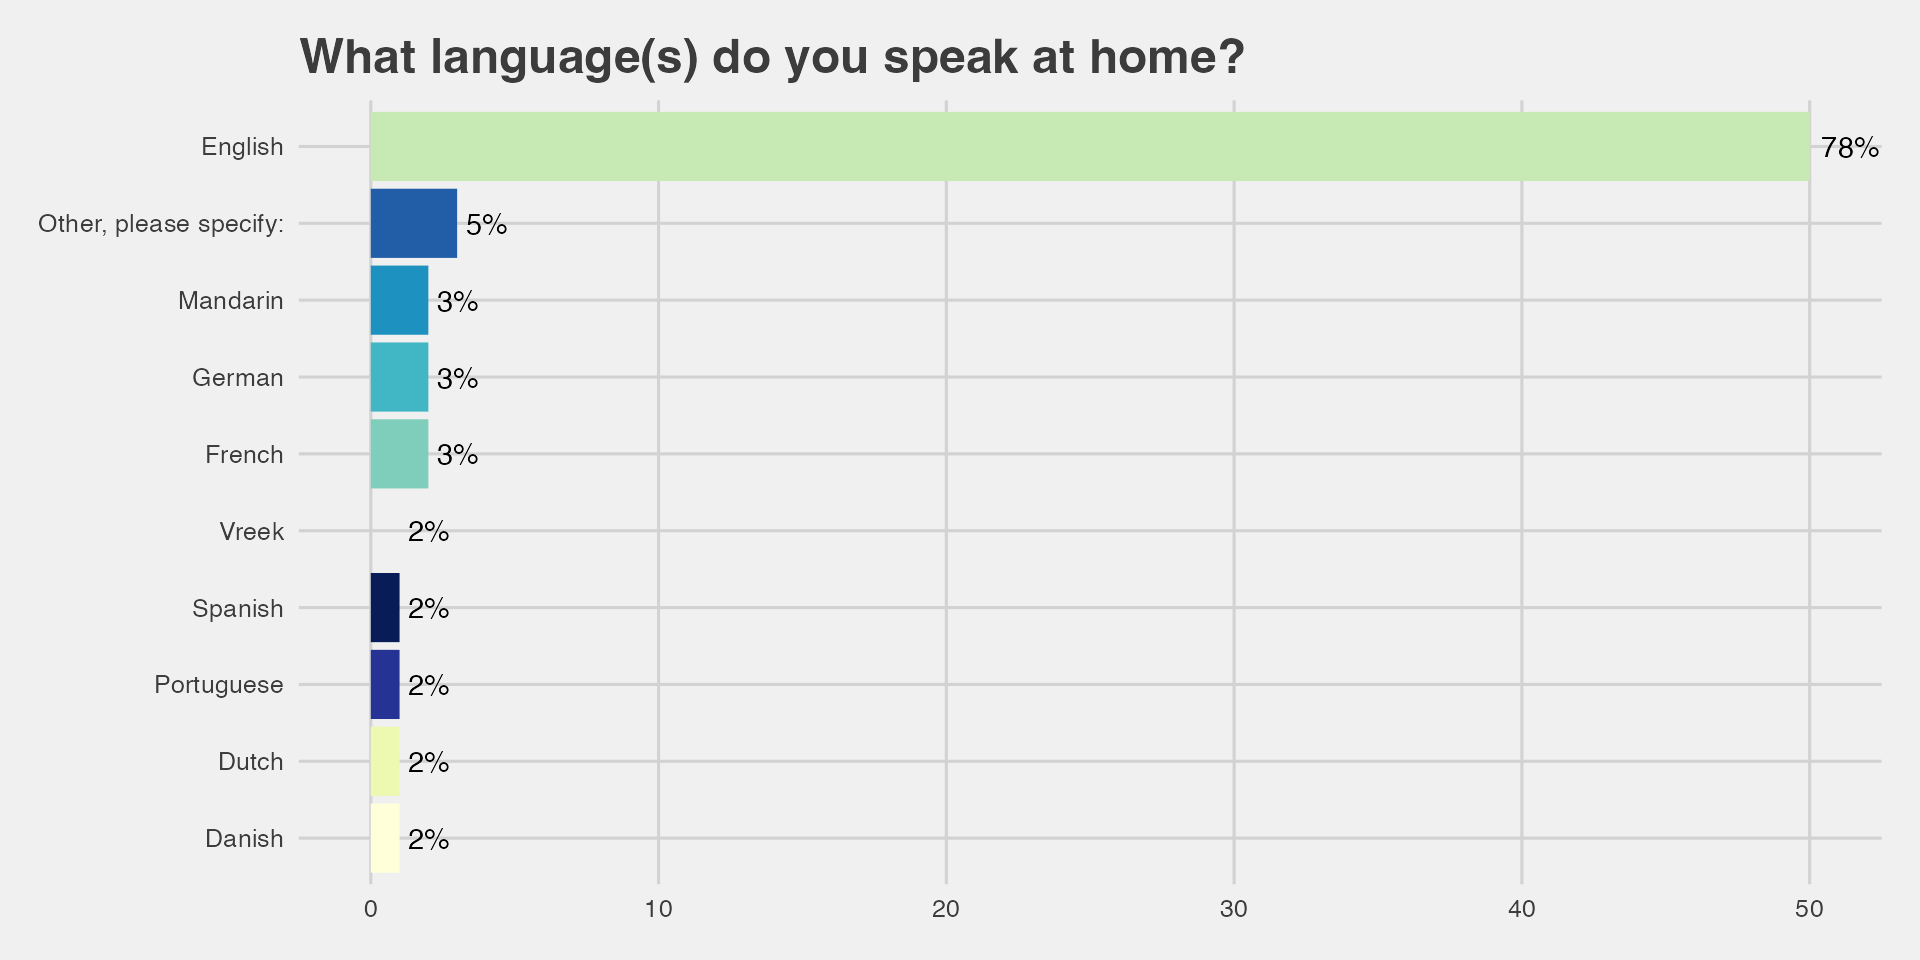 What language(s) do you speak at home?
English 78%
Other, please specify: 5%
Mandarin 3%
German 3%
French 3%
Vreek 2%
Spanish 2%
Portuguese 2%
Dutch 2%
Danish 2%
0 10 20 30 40 50